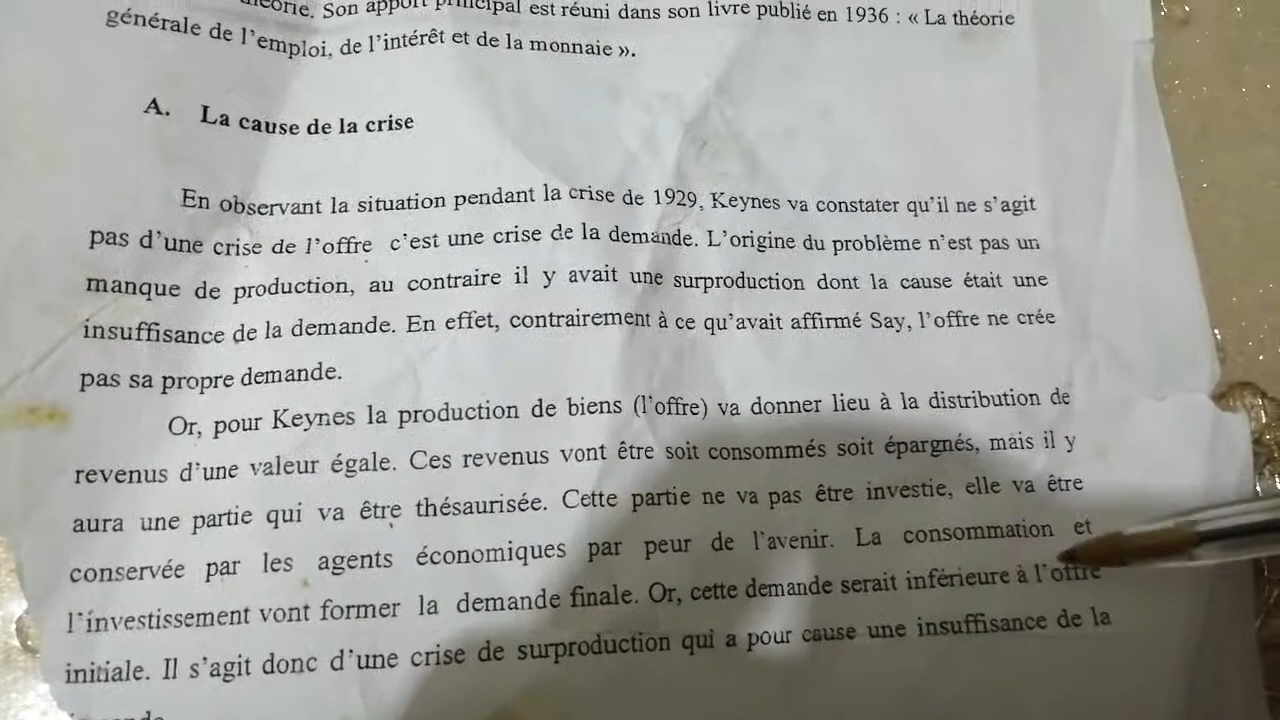 théorie. Son apport principal est réuni dans son livre publié en 1936 : « La théorie
générale de l'emploi, de l'intérêt et de la monnaie ».
A. La cause de la crise
En observant la situation pendant la crise de 1929, Keynes va constater qu'il ne s'agit
pas d'une crise de l'offre c'est une crise de la demande. L'origine du problème n'est pas un
manque de production, au contraire il y avait une surproduction dont la cause était une
insuffisance de la demande. En effet, contrairement à ce qu'avait affirmé Say, l'offre ne crée
pas sa propre demande.
Or, pour Keynes la production de biens (l'offre) va donner lieu à la distribution de
revenus d'une valeur égale. Ces revenus vont être soit consommés soit épargnés, mais il y
aura une partie qui va être thésaurisée. Cette partie ne va pas être investie, elle va être
conservée par les agents économiques par peur de l'avenir. La consommation et
l'investissement vont former la demande finale. Or, cette demande serait inférieure à l'offre
initiale. Il s'agit donc d'une crise de surproduction qui a pour cause une insuffisance de la